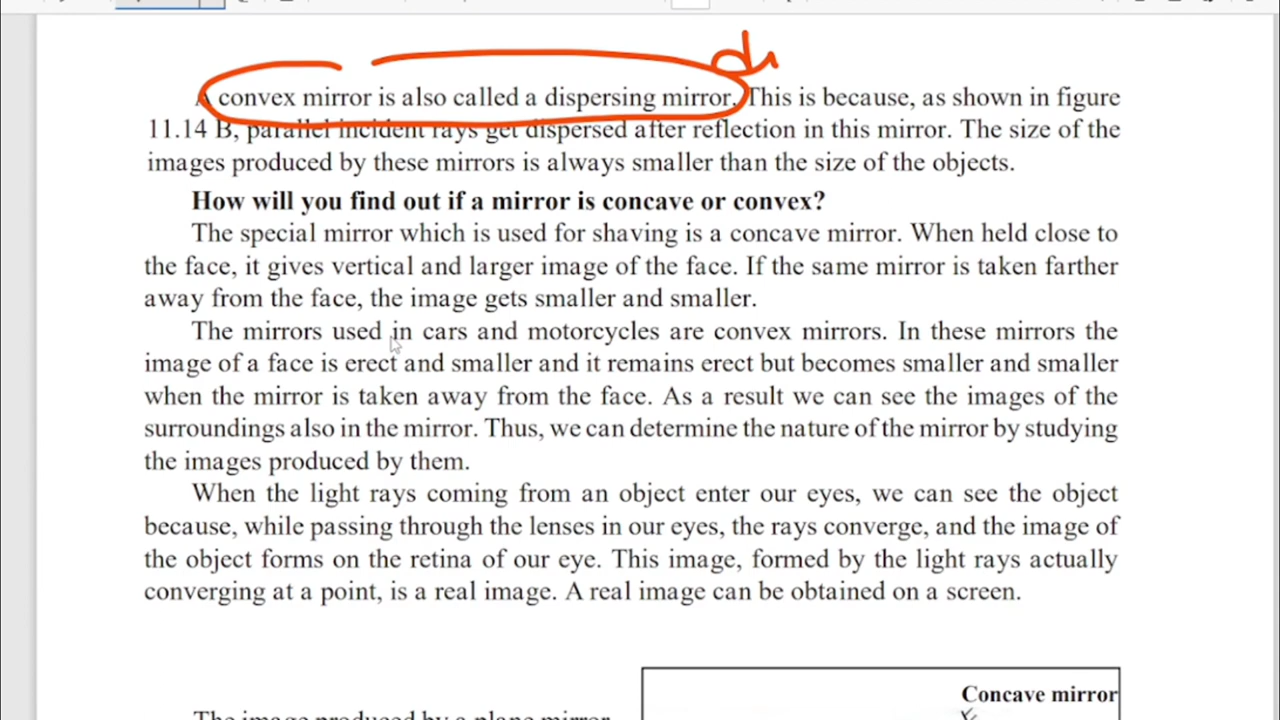 A convex mirror is also called a dispersing mirror. This is because, as shown in figure
11.14 B, parallel incident rays get dispersed after reflection in this mirror. The size of the
images produced by these mirrors is always smaller than the size of the objects.
How will you find out if a mirror is concave or convex?
The special mirror which is used for shaving is a concave mirror. When held close to
the face, it gives vertical and larger image of the face. If the same mirror is taken farther
away from the face, the image gets smaller and smaller.
The mirrors used in cars and motorcycles are convex mirrors. In these mirrors the
image of a face is erect and smaller and it remains erect but becomes smaller and smaller
when the mirror is taken away from the face. As a result we can see the images of the
surroundings also in the mirror. Thus, we can determine the nature of the mirror by studying
the images produced by them.
When the light rays coming from an object enter our eyes, we can see the object
because, while passing through the lenses in our eyes, the rays converge, and the image of
the object forms on the retina of our eye. This image, formed by the light rays actually
converging at a point, is a real image. A real image can be obtained on a screen.
Concave mirror
The image produced by a plane mirror